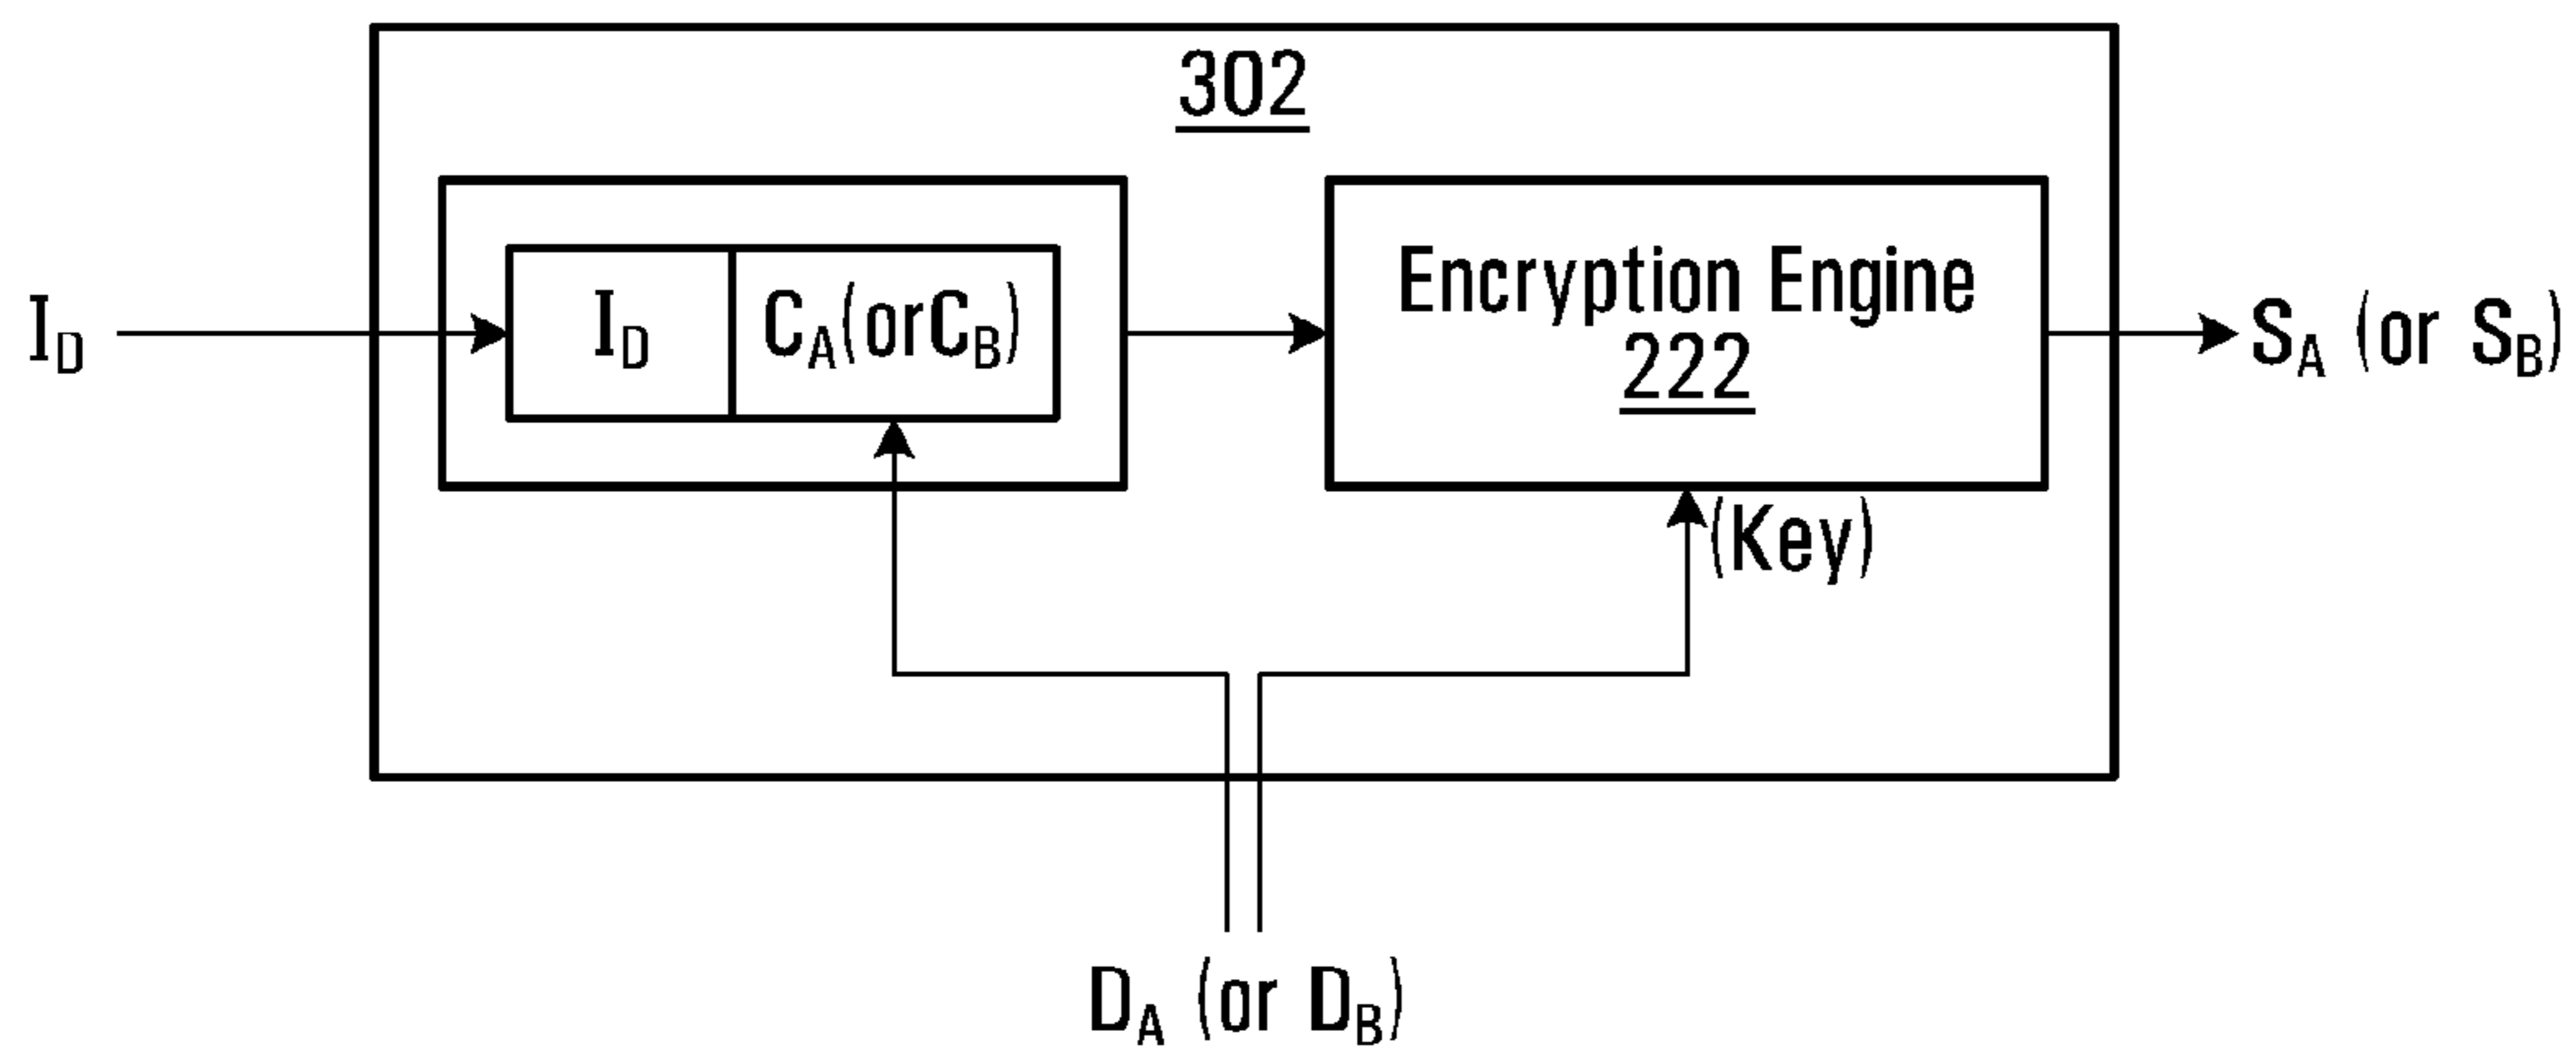 302
I_D
I_D
C_A(orC_B)
Encryption Engine
222
S_A (or S_B)
(Key)
D_A (or D_B)